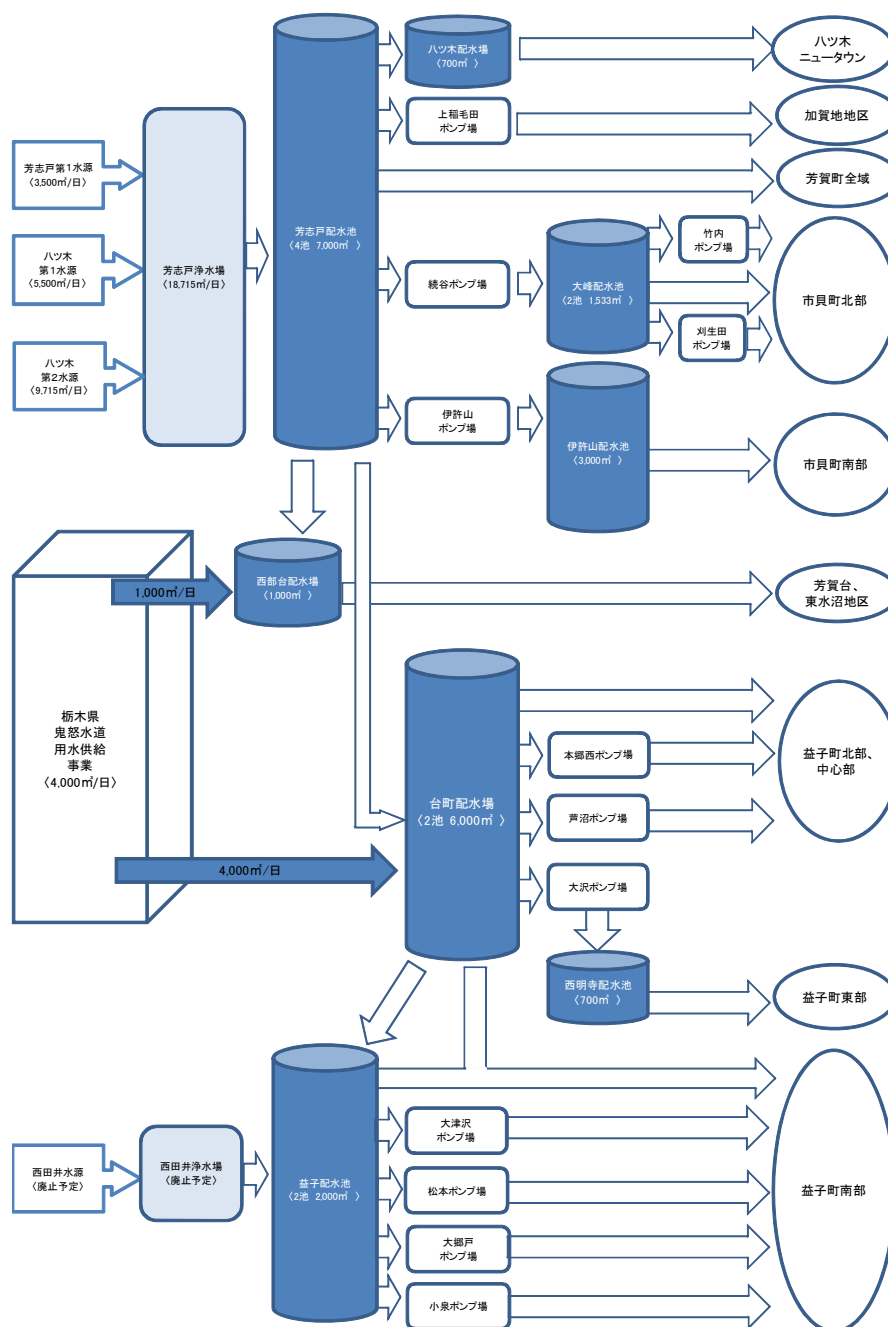 八ツ木配水場
〈700㎥ 〉
八ツ木
ニュータウン
上稲毛田
ポンプ場
加賀地地区
芳賀町全域
芳志戸第１水源
〈3,500㎥/日〉
八ツ木
第１水源
〈5,500㎥/日〉
八ツ木
第２水源
〈9,715㎥/日〉
芳志戸浄水場
〈18,715㎥/日〉
芳志戸配水池
〈4池 7,000㎥ 〉
続谷ポンプ場
大峰配水池
〈2池 1,533㎥ 〉
竹内
ポンプ場
刈生田
ポンプ場
市貝町北部
伊許山
ポンプ場
伊許山配水池
〈3,000㎥ 〉
市貝町南部
1,000㎥/日
西部台配水場
〈1,000㎥ 〉
芳賀台、
東水沼地区
栃木県
鬼怒水道
用水供給
事業
〈4,000㎥/日〉
4,000㎥/日
台町配水場
〈2池 6,000㎥ 〉
本郷西ポンプ場
芦沼ポンプ場
大沢ポンプ場
益子町北部、
中心部
西明寺配水池
〈700㎥ 〉
益子町東部
西田井水源
〈廃止予定〉
西田井浄水場
〈廃止予定〉
益子配水池
〈2池 2,000㎥ 〉
大津沢
ポンプ場
松本ポンプ場
大郷戸
ポンプ場
小泉ポンプ場
益子町南部